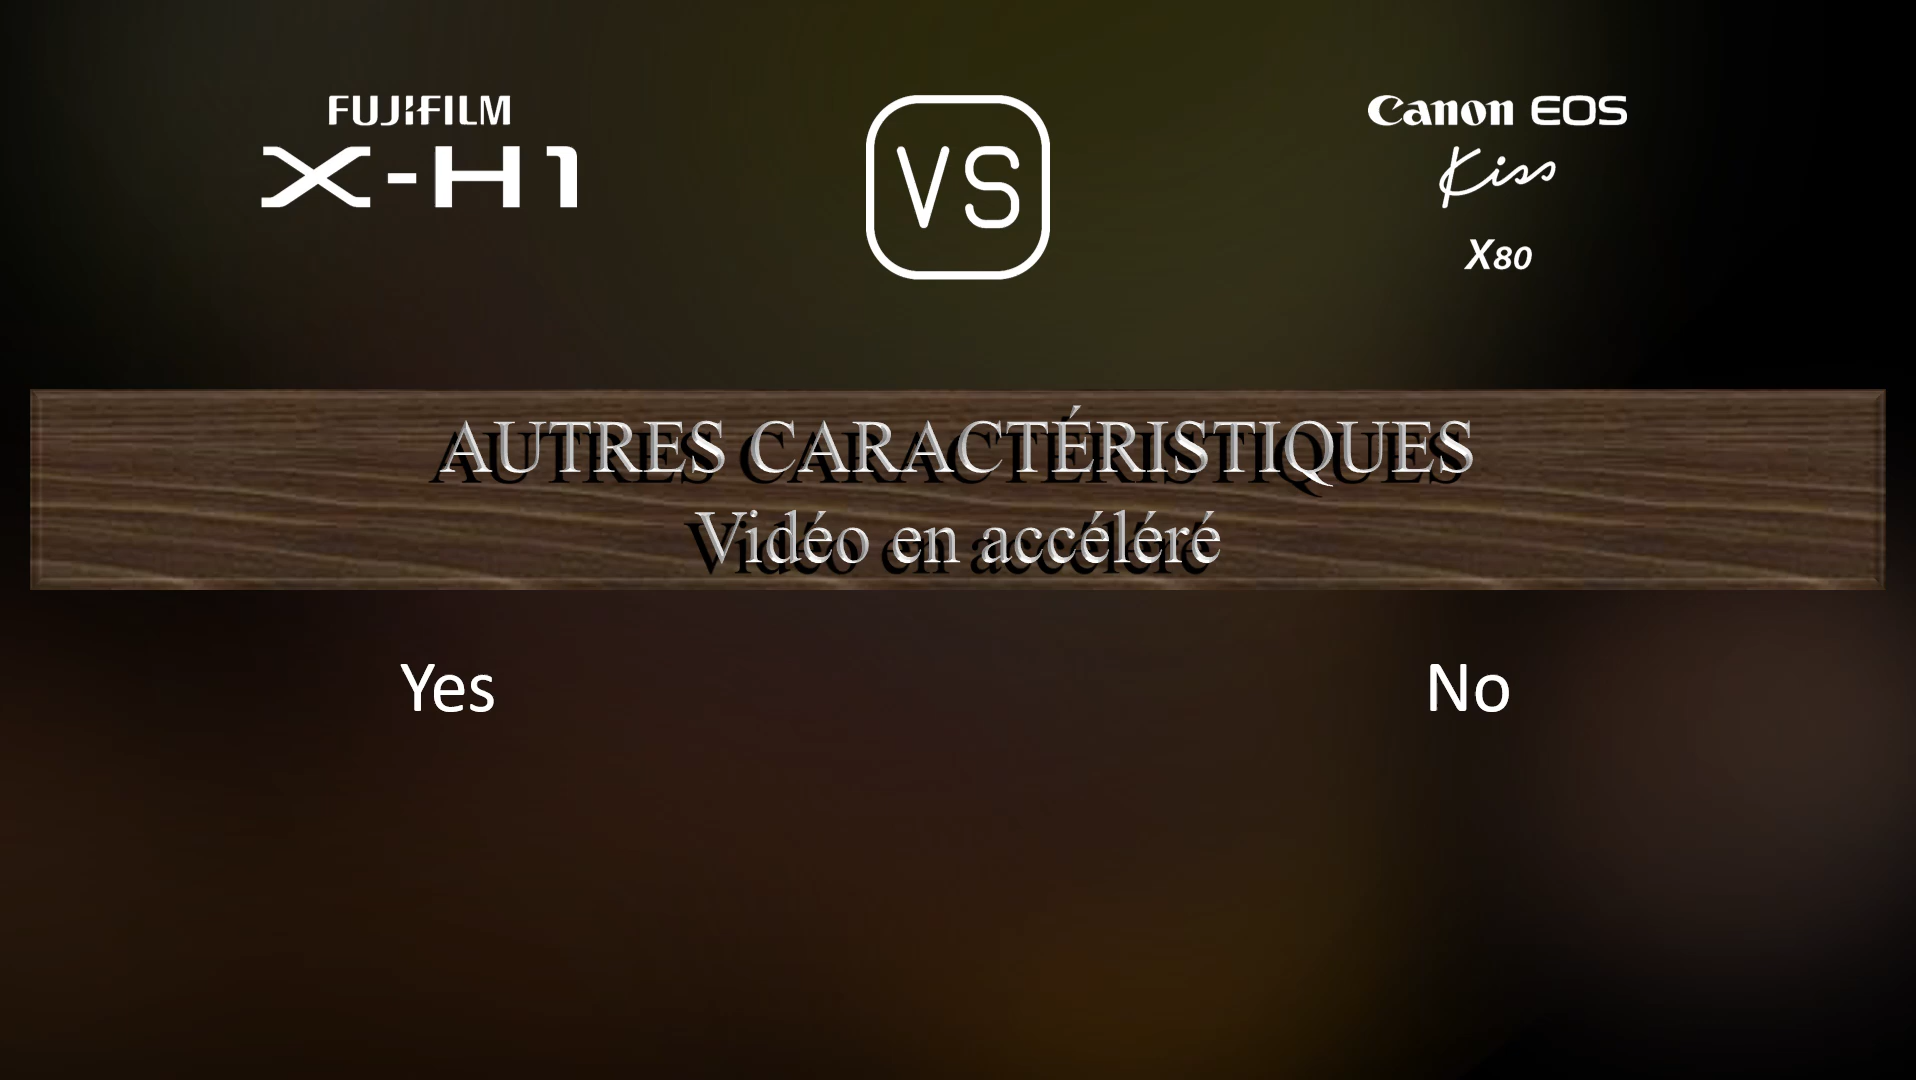 FUJIFILM
X-H1
VS
Canon EOS
Kiss
X80
AUTRES CARACTÉRISTIQUES
Vidéo en accéléré
Yes
No